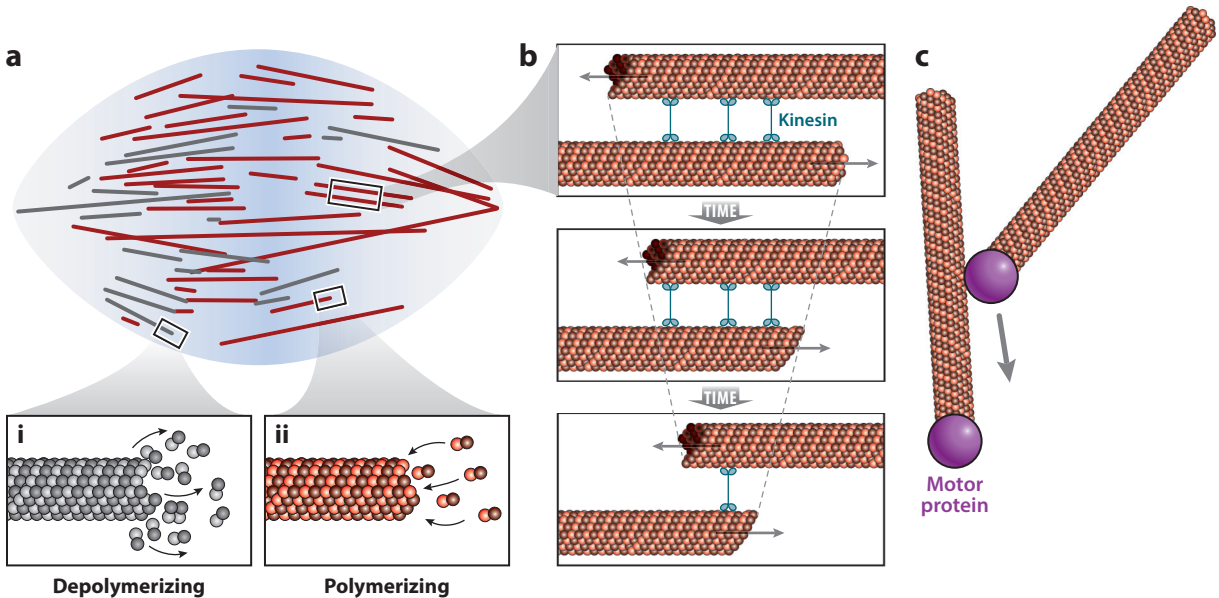 a
b
c
Kinesin
TIME
TIME
i
ii
Motor
protein
Depolymerizing
Polymerizing